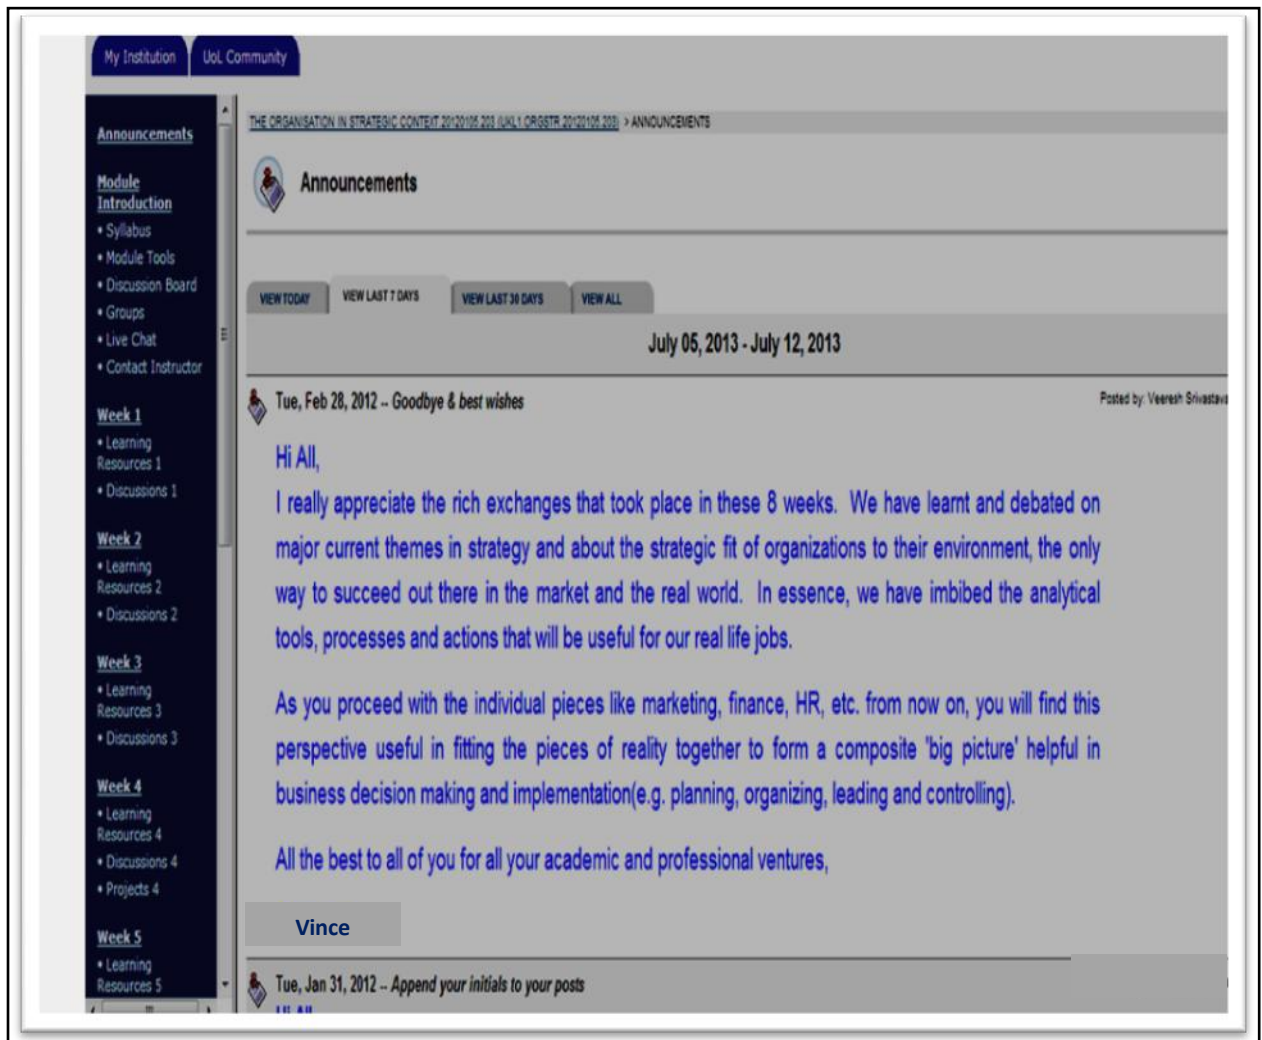 My Institution
UoL Community
Announcements
Module
Introduction
• Syllabus
• Module Tools
• Discussion Board
• Groups
• Live Chat
• Contact Instructor
Week 1
• Learning
Resources 1
• Discussions 1
Week 2
• Learning
Resources 2
• Discussions 2
Week 3
• Learning
Resources 3
• Discussions 3
Week 4
• Learning
Resources 4
• Discussions 4
• Projects 4
Week 5
• Learning
Resources 5
THE ORGANISATION IN STRATEGIC CONTEXT 20120105.203 (UKL1.ORGSTR.20120105.203) > ANNOUNCEMENTS
Announcements
VIEW TODAY
VIEW LAST 7 DAYS
VIEW LAST 30 DAYS
VIEW ALL
July 05, 2013 - July 12, 2013
Tue, Feb 28, 2012 -- Goodbye & best wishes
Posted by: Veeresh Srivastava
Hi All,
I really appreciate the rich exchanges that took place in these 8 weeks. We have learnt and debated on
major current themes in strategy and about the strategic fit of organizations to their environment, the only
way to succeed out there in the market and the real world. In essence, we have imbibed the analytical
tools, processes and actions that will be useful for our real life jobs.
As you proceed with the individual pieces like marketing, finance, HR, etc. from now on, you will find this
perspective useful in fitting the pieces of reality together to form a composite 'big picture' helpful in
business decision making and implementation(e.g. planning, organizing, leading and controlling).
All the best to all of you for all your academic and professional ventures,
Vince
Tue, Jan 31, 2012 -- Append your initials to your posts
Hi All